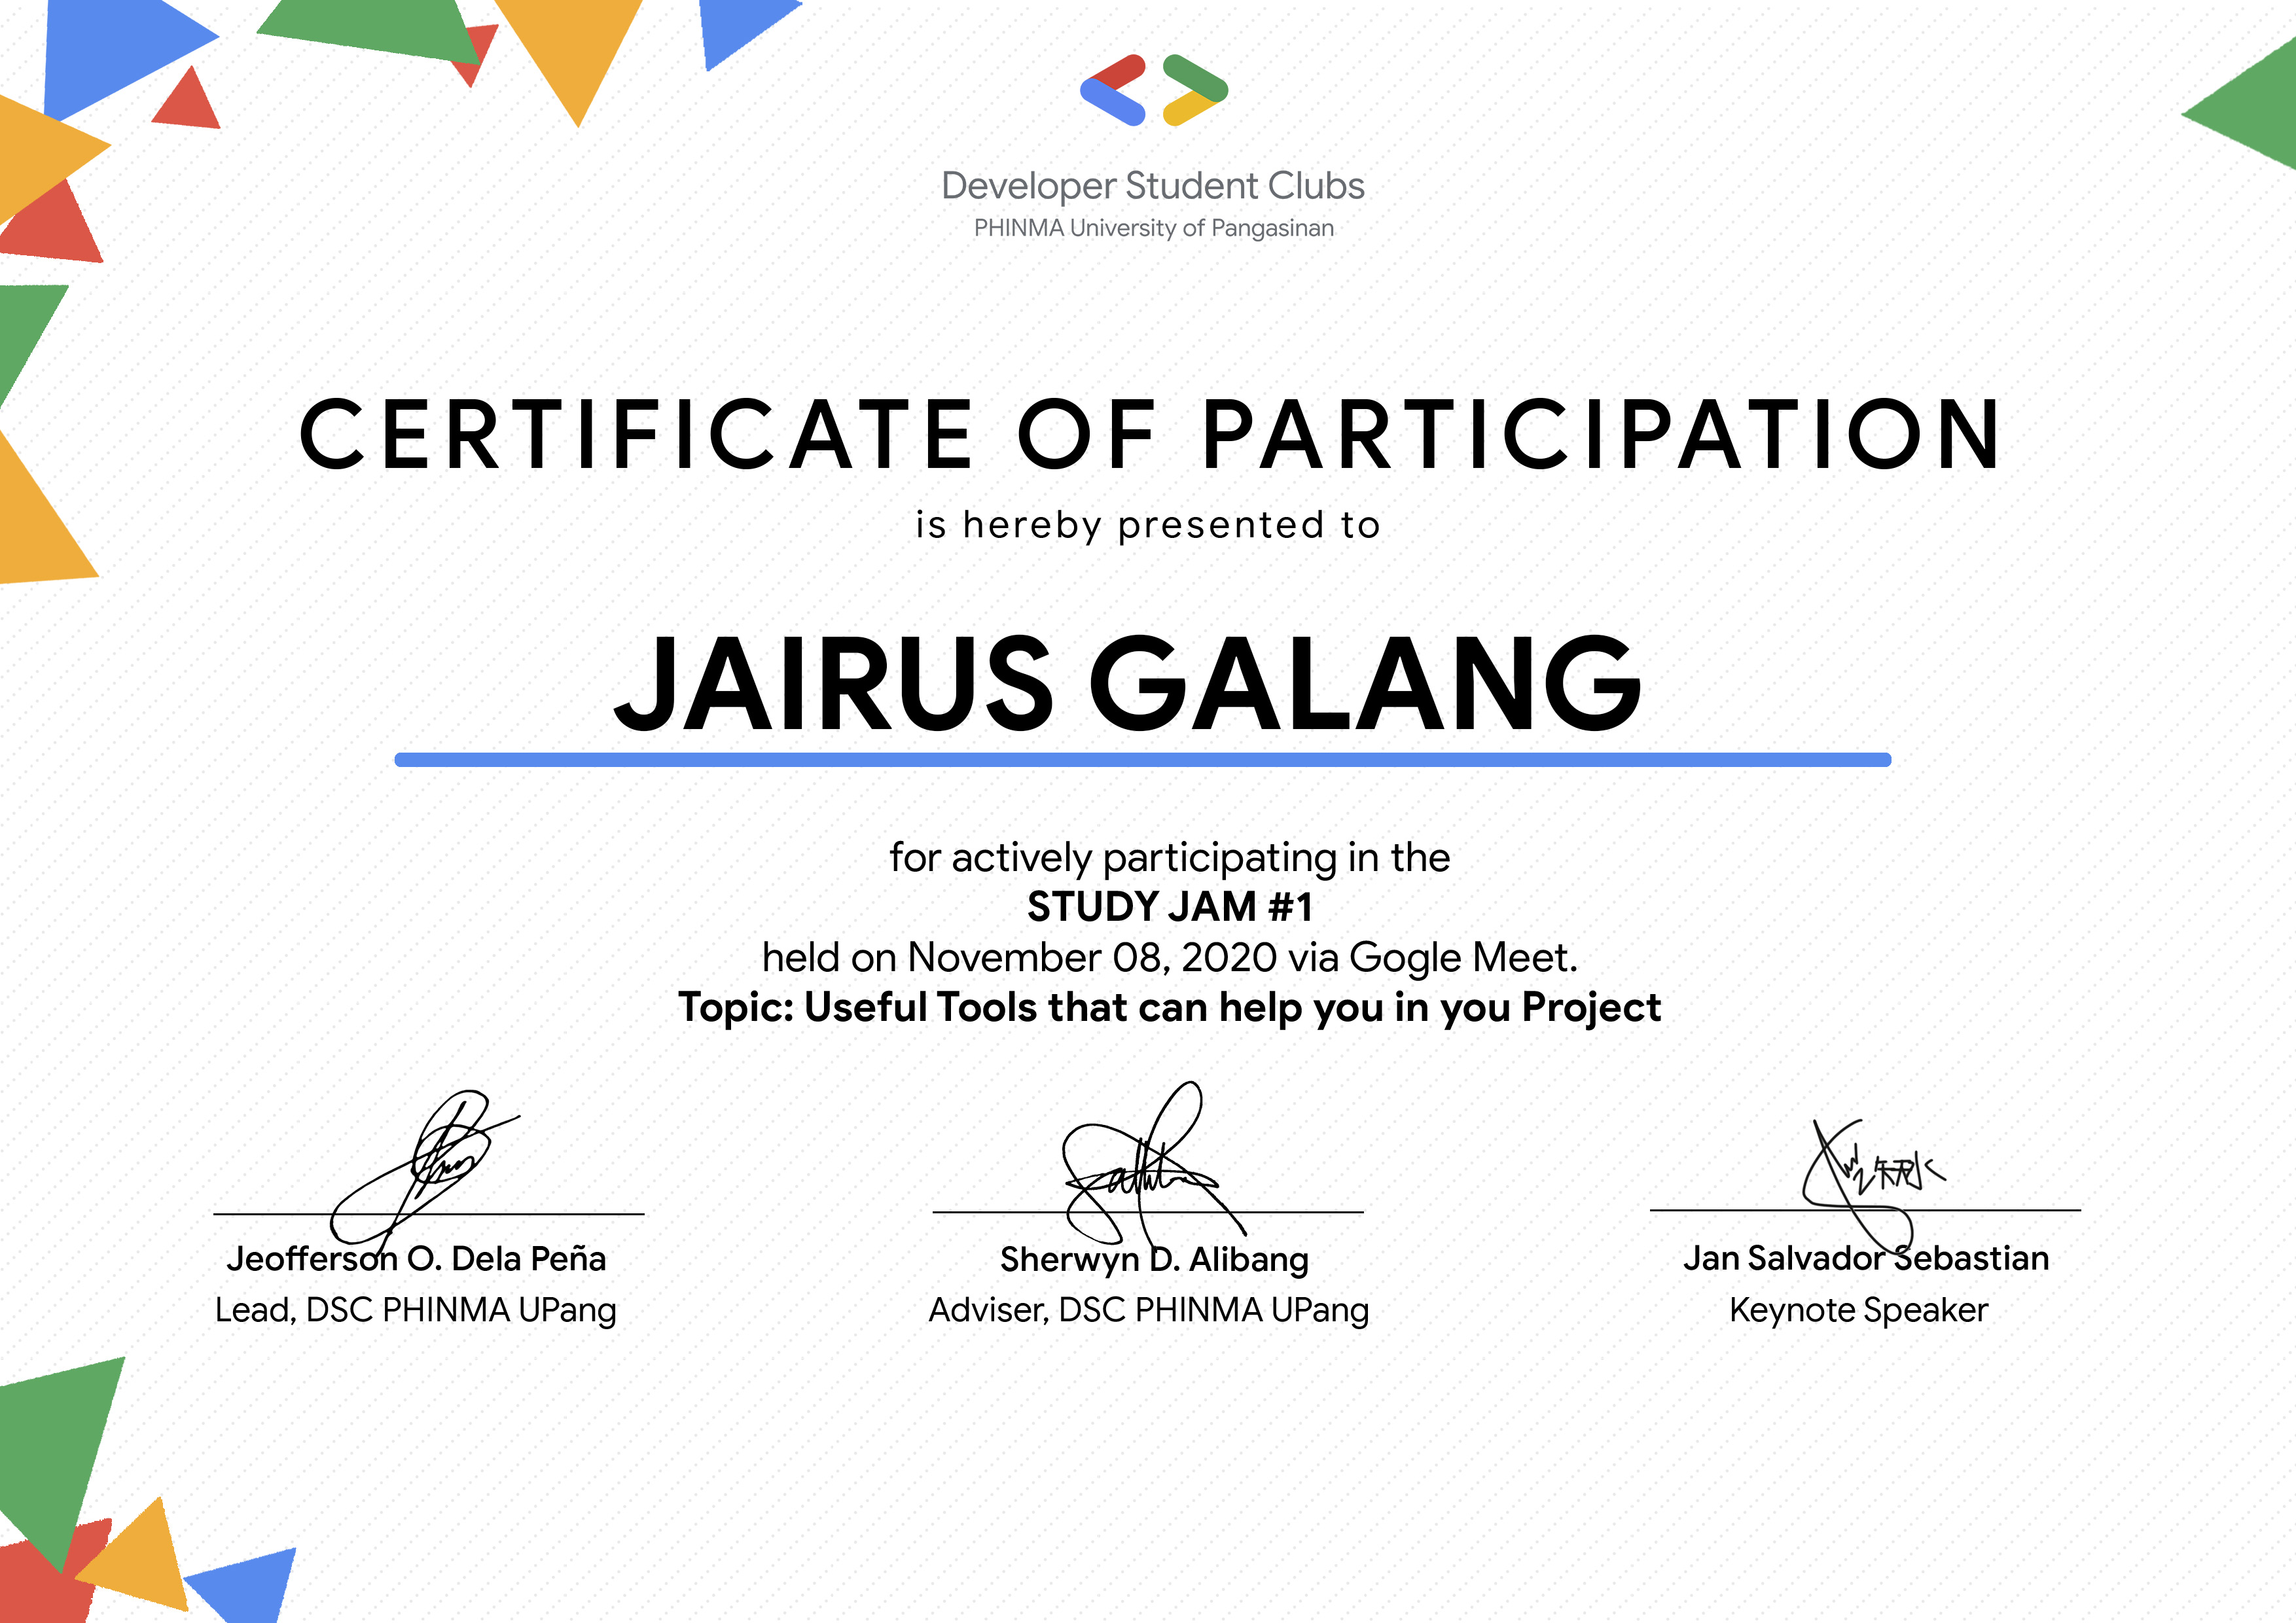 Developer Student Clubs
PHINMA University of Pangasinan
CERTIFICATE OF PARTICIPATION
is hereby presented to
JAIRUS GALANG
for actively participating in the
STUDY JAM #1
held on November 08, 2020 via Gogle Meet.
Topic: Useful Tools that can help you in you Project
Jeofferson O. Dela Peña
Lead, DSC PHINMA UPang
Sherwyn D. Alibang
Adviser, DSC PHINMA UPang
Jan Salvador Sebastian
Keynote Speaker